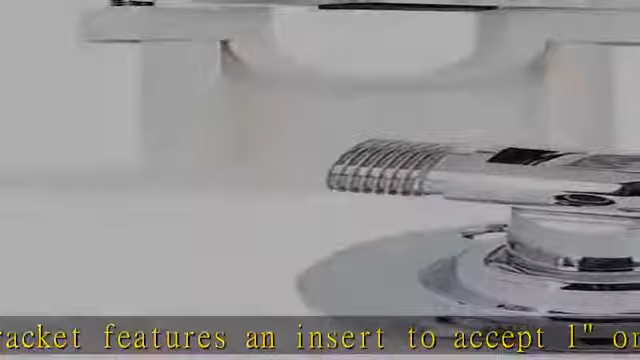 racket features an insert to accept 1" or